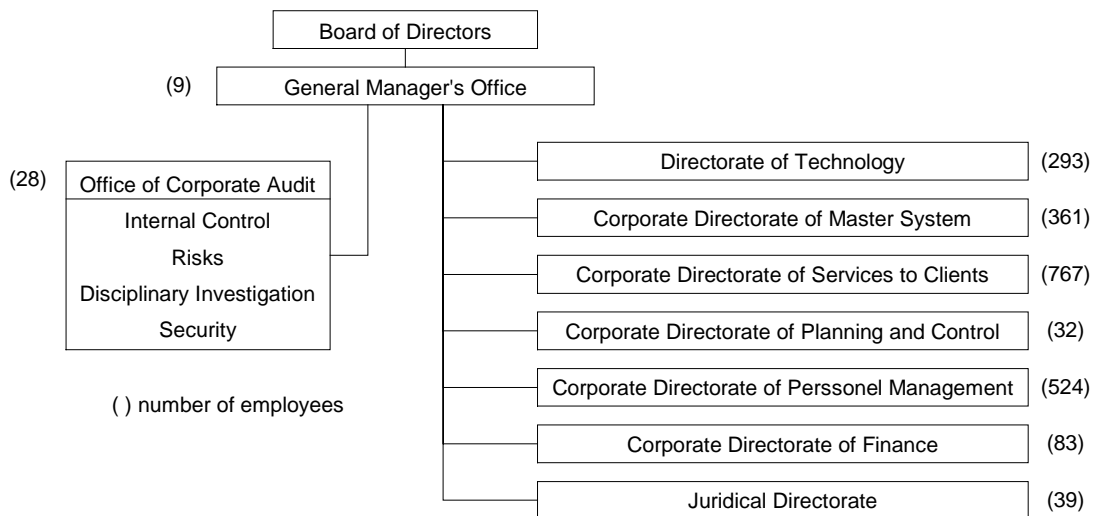 Board of Directors
(9)
General Manager's Office
Directorate of Technology
(293)
(28)
Office of Corporate Audit
Internal Control
Risks
Disciplinary Investigation
Security
Corporate Directorate of Master System
(361)
Corporate Directorate of Services to Clients
(767)
Corporate Directorate of Planning and Control
(32)
Corporate Directorate of Perssonel Management
(524)
( ) number of employees
Corporate Directorate of Finance
(83)
Juridical Directorate
(39)